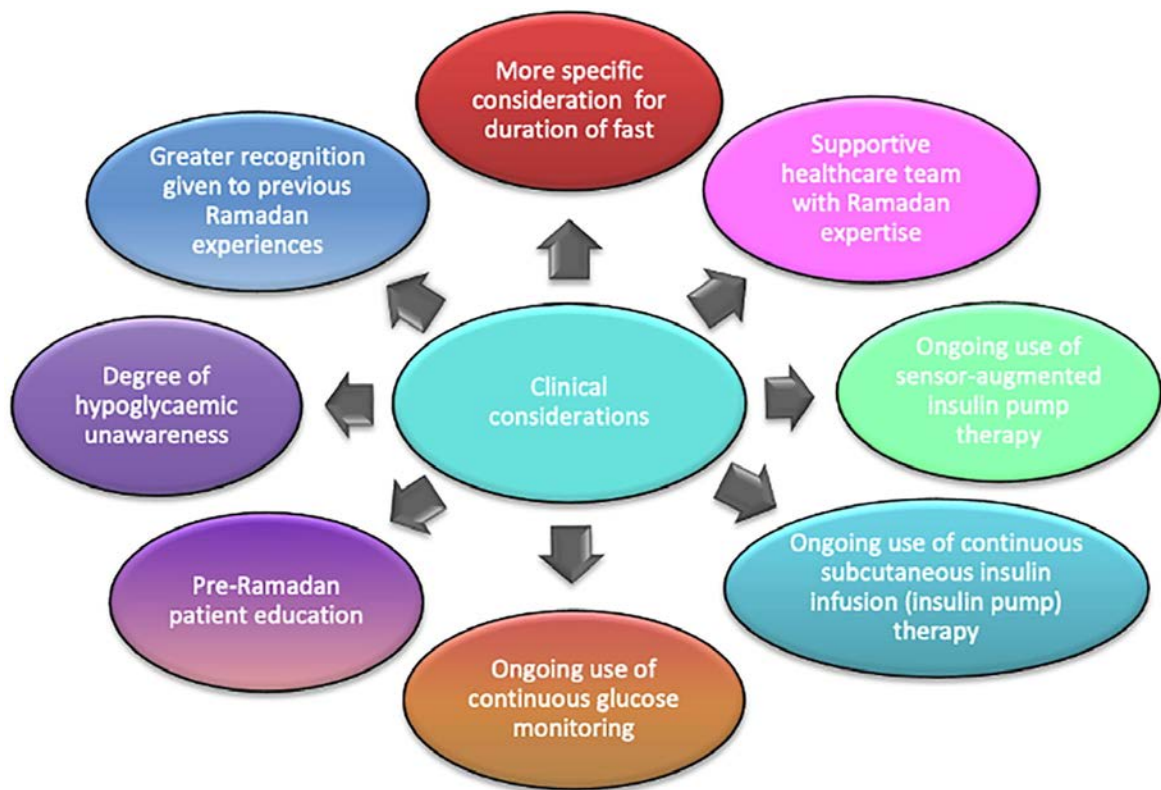 More specific
consideration for
duration of fast
Supportive
healthcare team
with Ramadan
expertise
Ongoing use of
sensor-augmented
insulin pump
therapy
Ongoing use of continuous
subcutaneous insulin
infusion (insulin pump)
therapy
Ongoing use of
continuous glucose
monitoring
Pre-Ramadan
patient education
Degree of
hypoglycaemic
unawareness
Greater recognition
given to previous
Ramadan
experiences
Clinical
considerations